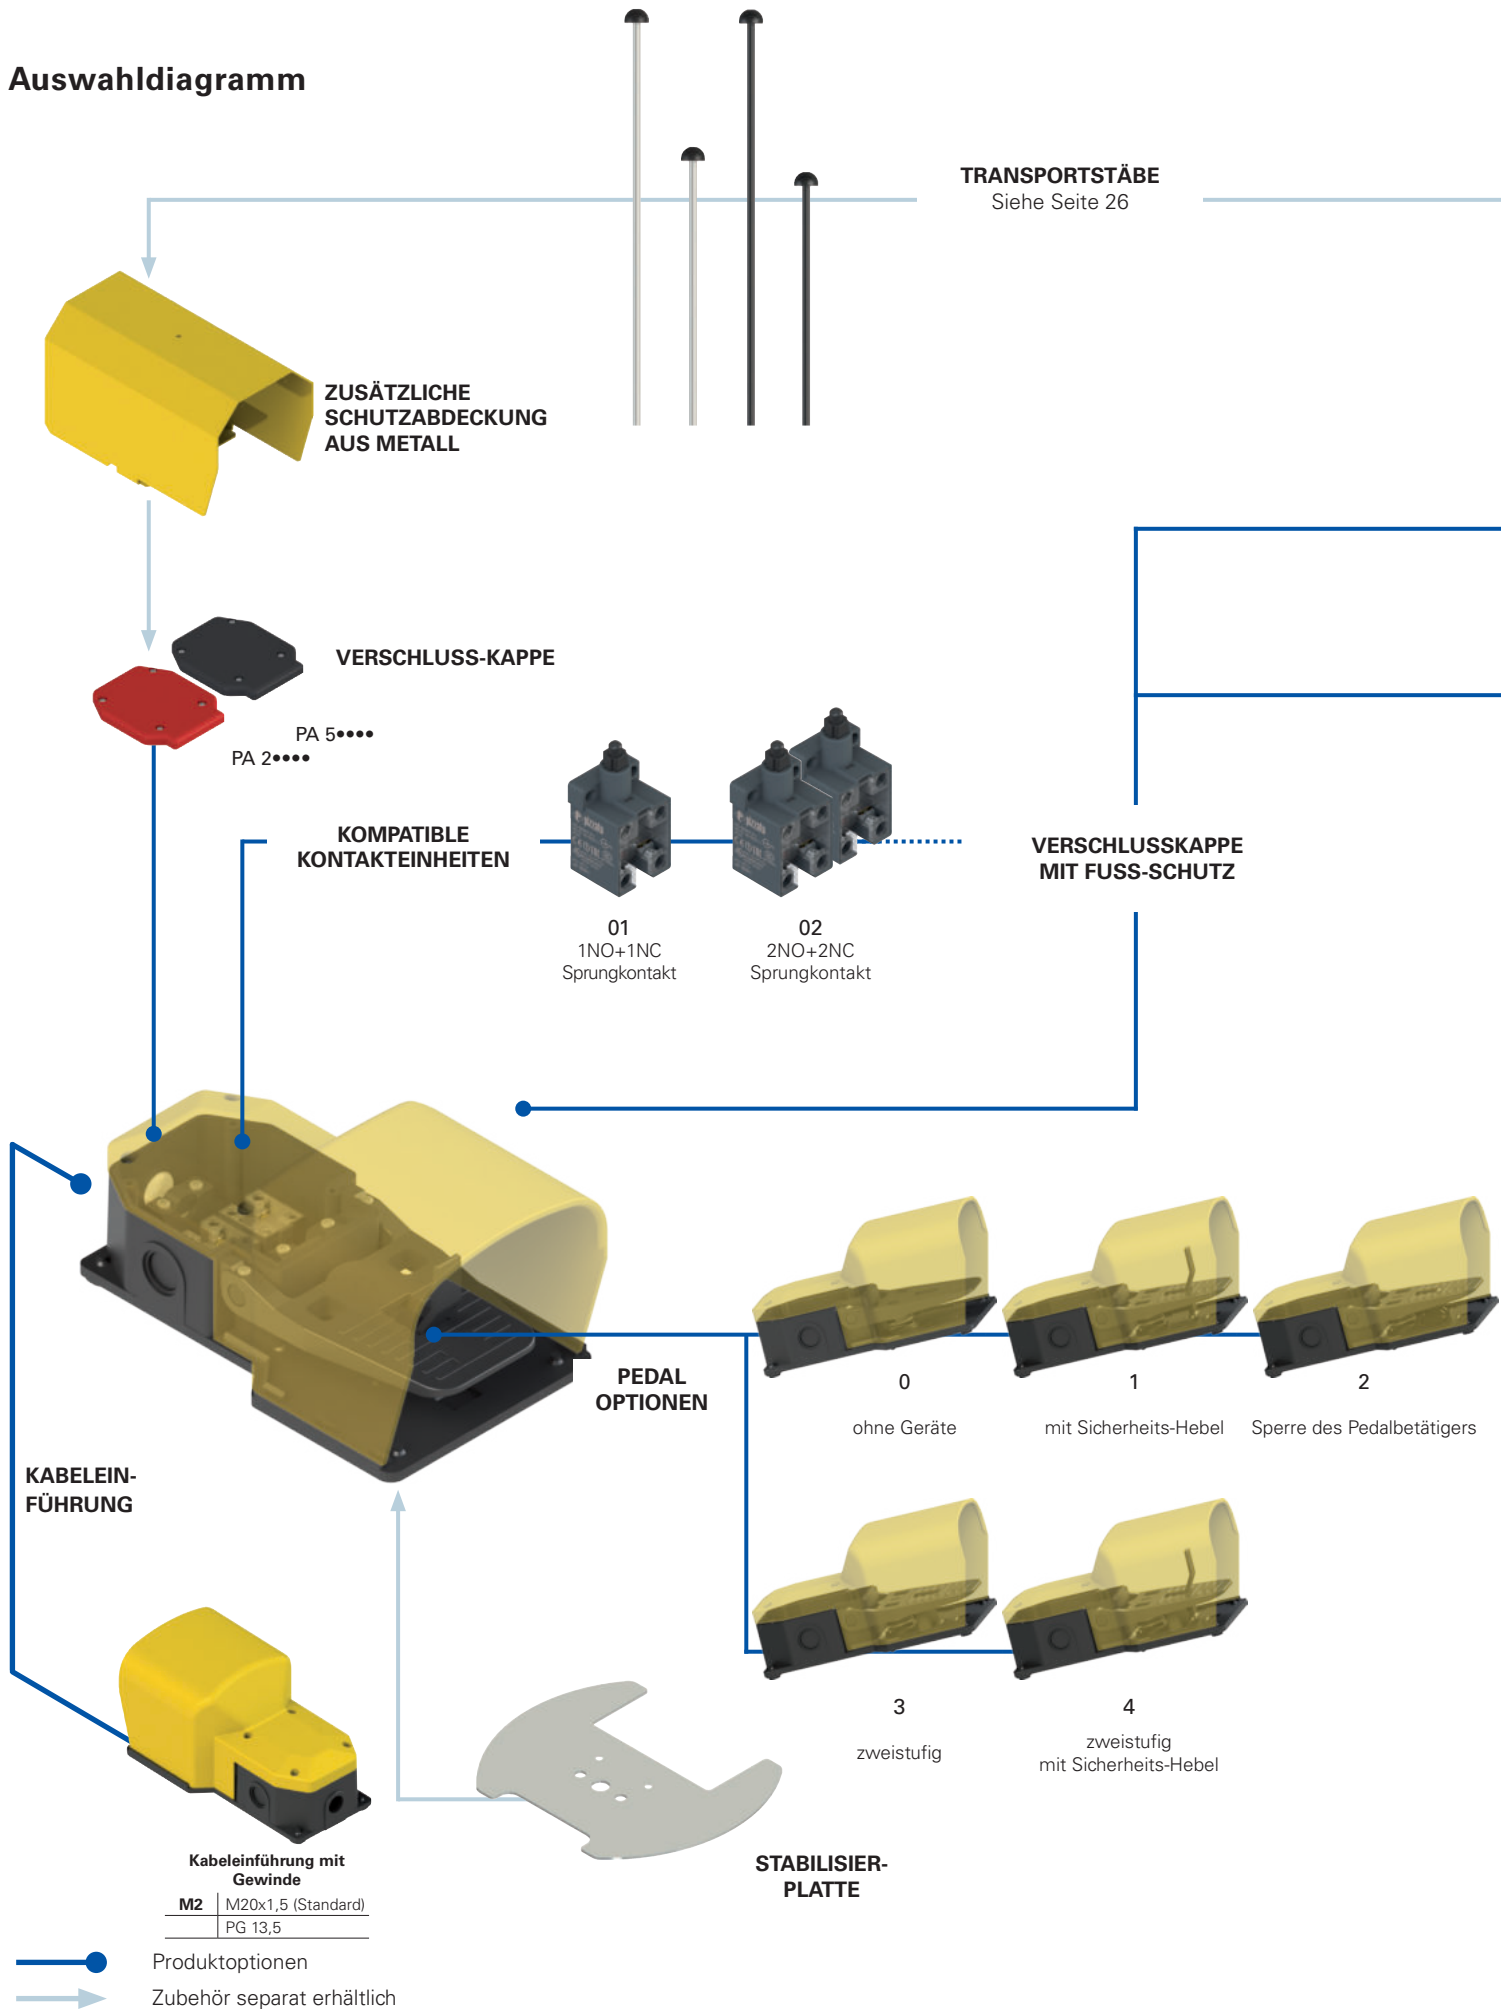 Auswahldiagramm
TRANSPORTSTÄBE
Siehe Seite 26
ZUSÄTZLICHE
SCHUTZABDECKUNG
AUS METALL
VERSCHLUSS-KAPPE
PA 5••••
PA 2••••
KOMPATIBLE
KONTAKTEINHEITEN
01
1NO+1NC
Sprungkontakt
02
2NO+2NC
Sprungkontakt
VERSCHLUSSKAPPE
MIT FUSS-SCHUTZ
PEDAL
OPTIONEN
0
ohne Geräte
1
mit Sicherheits-Hebel
2
Sperre des Pedalbetätigers
3
zweistufig
4
zweistufig
mit Sicherheits-Hebel
KABELEIN-
FÜHRUNG
Kabeleinführung mit
Gewinde
M2 M20x1,5 (Standard)
PG 13,5
STABILISIER-
PLATTE
Produktoptionen
Zubehör separat erhältlich